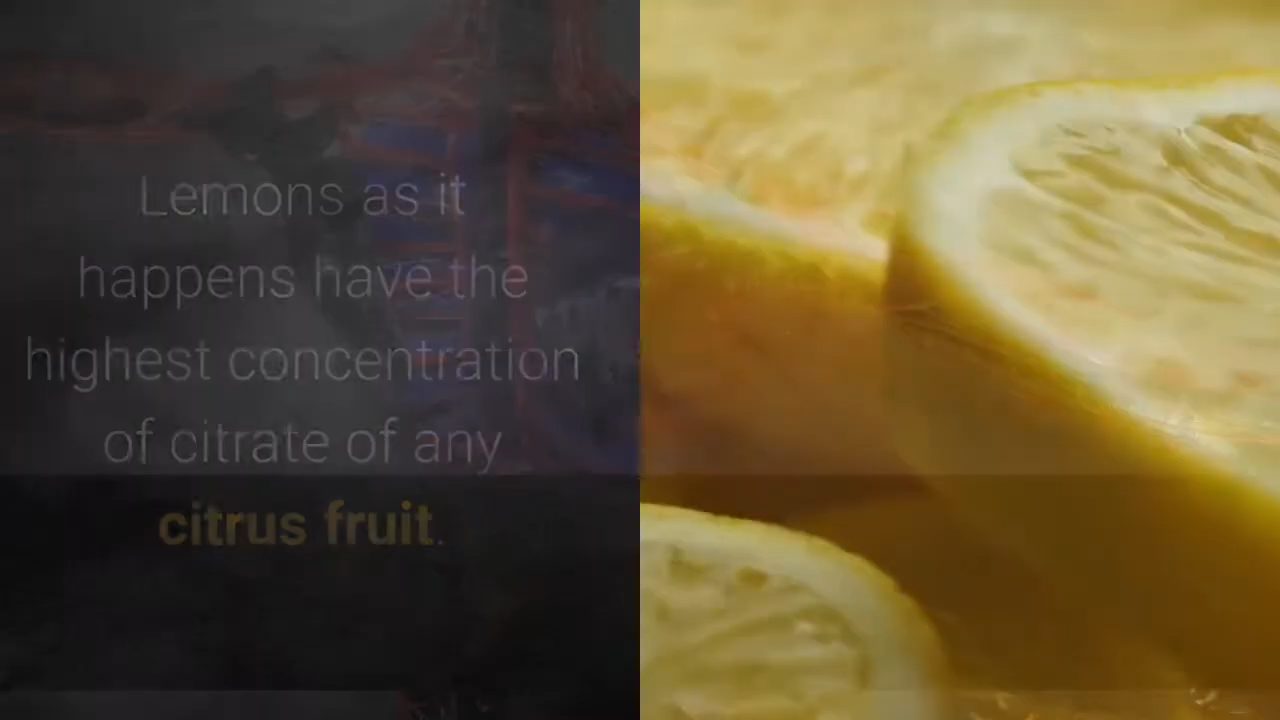 Lemons as it
happens have the
highest concentration
of citrate of any
citrus fruit.